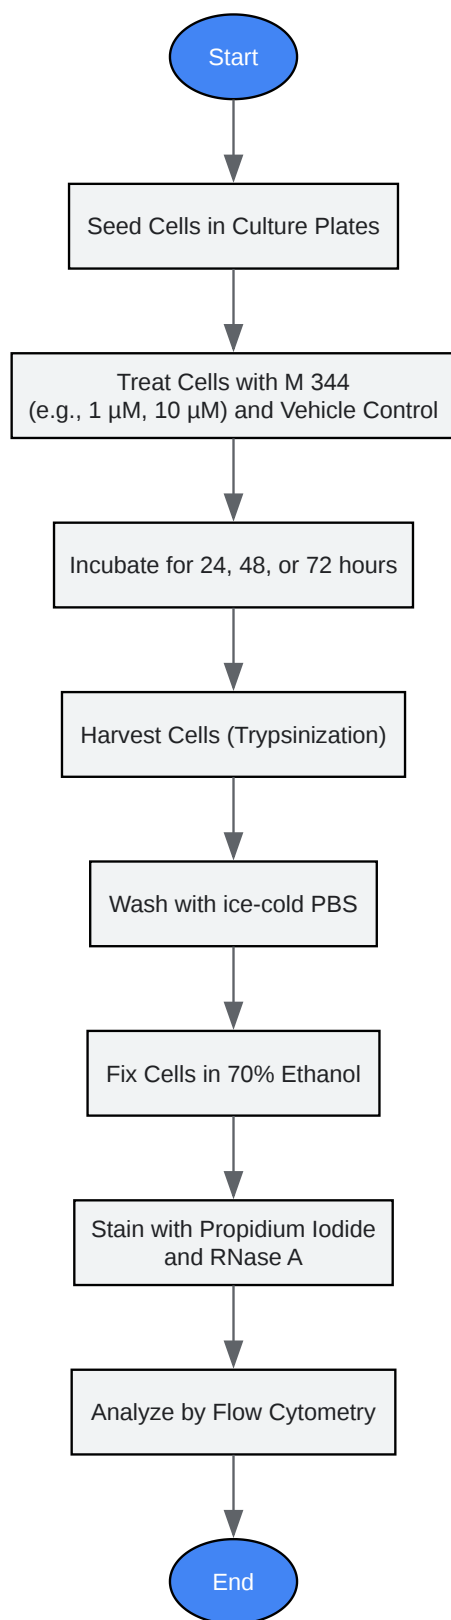 Start
Seed Cells in Culture Plates
Treat Cells with M 344
(e.g., 1 µM, 10 µM) and Vehicle Control
Incubate for 24, 48, or 72 hours
Harvest Cells (Trypsinization)
Wash with ice-cold PBS
Fix Cells in 70% Ethanol
Stain with Propidium Iodide
and RNase A
Analyze by Flow Cytometry
End